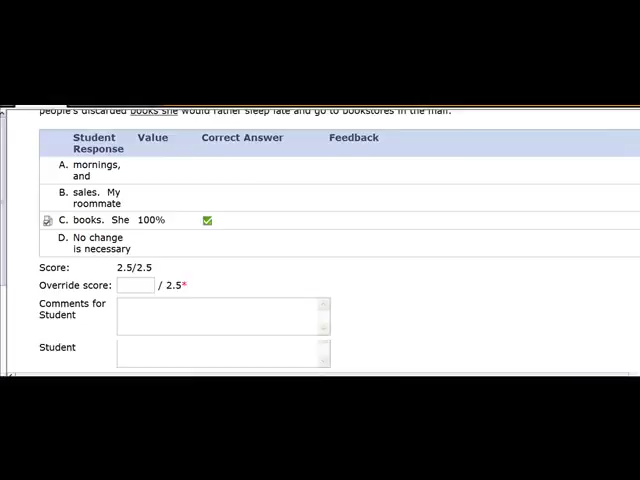 people's discarded books she would rather sleep late and go to bookstores in the mall.
Student Response Value Correct Answer Feedback
A. mornings, and
B. sales. My roommate
C. books. She 100%
D. No change is necessary
Score: 2.5/2.5
Override score: / 2.5*
Comments for Student
Student